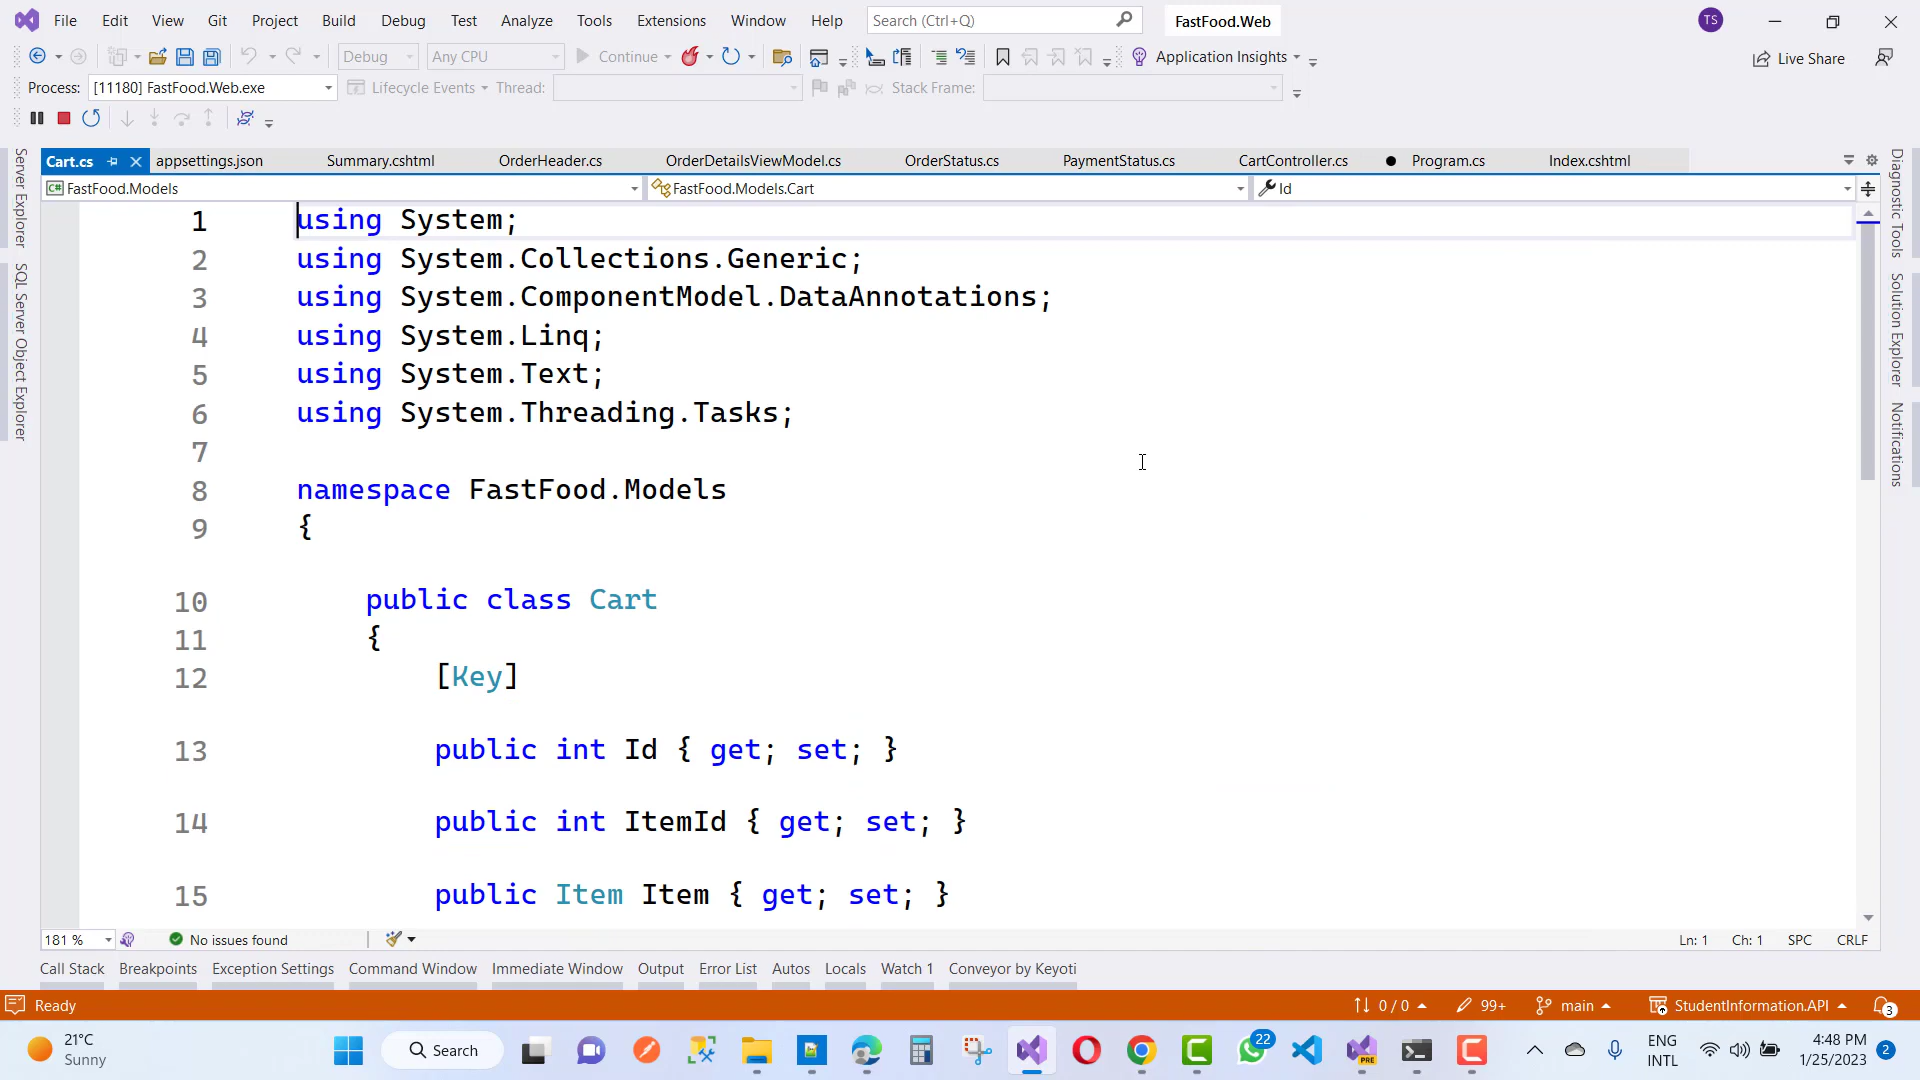 File Edit View Git Project Build Debug Test Analyze Tools Extensions Window Help Search (Ctrl+Q) FastFood.Web TS
Debug Any CPU Continue Application Insights Live Share
Process: [11180] FastFood.Web.exe Lifecycle Events Thread: Stack Frame:
Cart.cs appsettings.json Summary.cshtml OrderHeader.cs OrderDetailsViewModel.cs OrderStatus.cs PaymentStatus.cs CartController.cs Program.cs Index.cshtml
FastFood.Models FastFood.Models.Cart Id
Server Explorer
SQL Server Object Explorer
1 using System;
2 using System.Collections.Generic;
3 using System.ComponentModel.DataAnnotations;
4 using System.Linq;
5 using System.Text;
6 using System.Threading.Tasks;
7
8 namespace FastFood.Models
9 {
10 public class Cart
11 {
12 [Key]
13 public int Id { get; set; }
14 public int ItemId { get; set; }
15 public Item Item { get; set; }
Diagnostic Tools
Solution Explorer
Notifications
181 % No issues found Ln: 1 Ch: 1 SPC CRLF
Call Stack Breakpoints Exception Settings Command Window Immediate Window Output Error List Autos Locals Watch 1 Conveyor by Keyoti
Ready 0 / 0 99+ main StudentInformation.API 3
21°C
Sunny
Search
22
PRE
ENG
INTL
4:48 PM
1/25/2023
2